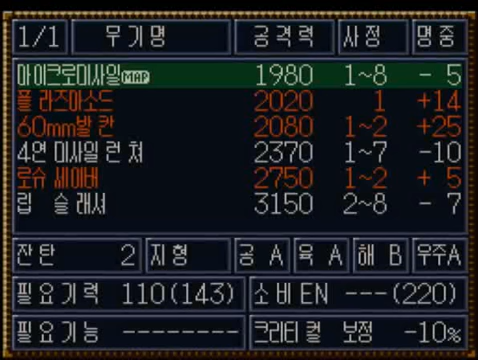 1/1 무기명 공격력 사정 명중
마이크로미사일MAP 1980 1~8 - 5
플라즈마소드 2020 1 +14
60mm발칸 2080 1~2 +25
4연 미사일 런쳐 2370 1~7 -10
로슈 세이버 2750 1~2 + 5
립 슬래셔 3150 2~8 - 7
잔탄 2 지형 공 A 육 A 해 B 우주A
필요기력 110(143) 소비EN ---(220)
필요기능 -------- 크리티컬 보정 -10%